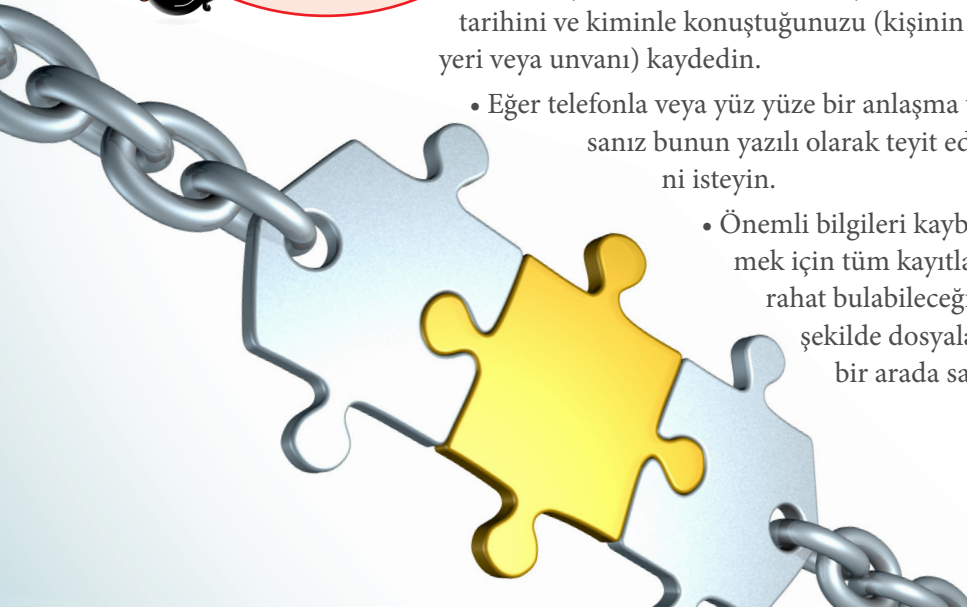 tarihini ve kiminle konuştuğunuzu (kişinin
yeri veya unvanı) kaydedin.
• Eğer telefonla veya yüz yüze bir anlaşma
sanız bunun yazılı olarak teyit ed
ni isteyin.
• Önemli bilgileri kayb
mek için tüm kayıtla
rahat bulabileceği
şekilde dosyala
bir arada sa